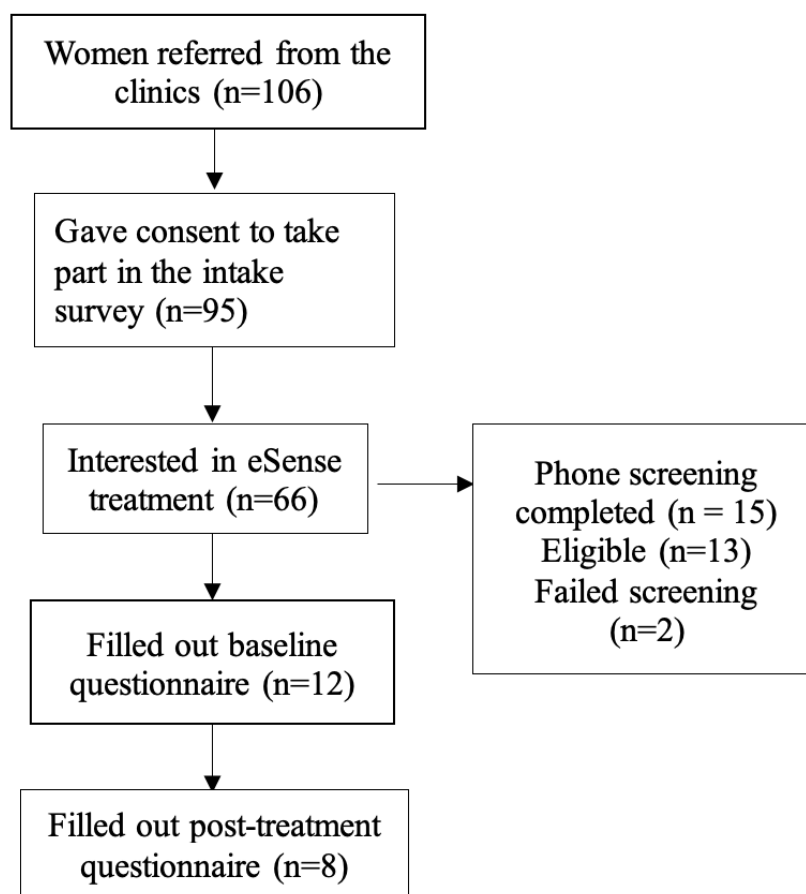 Women referred from the
clinics (n=106)
Gave consent to take
part in the intake
survey (n=95)
Interested in eSense
treatment (n=66)
Phone screening
completed (n = 15)
Eligible (n=13)
Failed screening
(n=2)
Filled out baseline
questionnaire (n=12)
Filled out post-treatment
questionnaire (n=8)